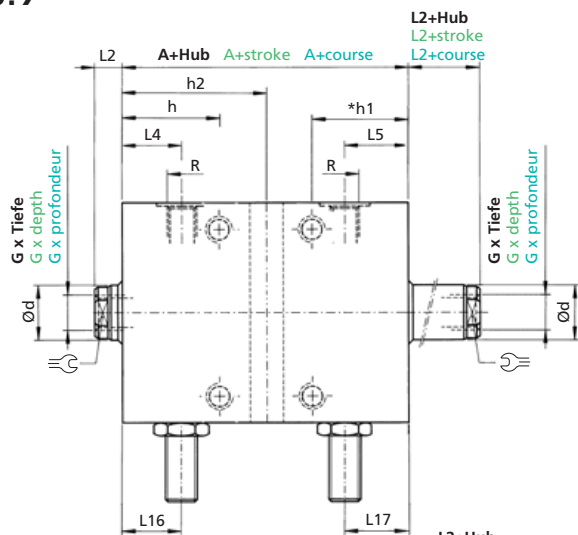 L2+Hub
L2+stroke
L2+course
L2
A+Hub A+stroke A+course
h2
h
*h1
L4
L5
R
R
G x Tiefe
G x depth
G x profondeur
Ød
G x Tiefe
G x depth
G x profondeur
Ød
L16
L17